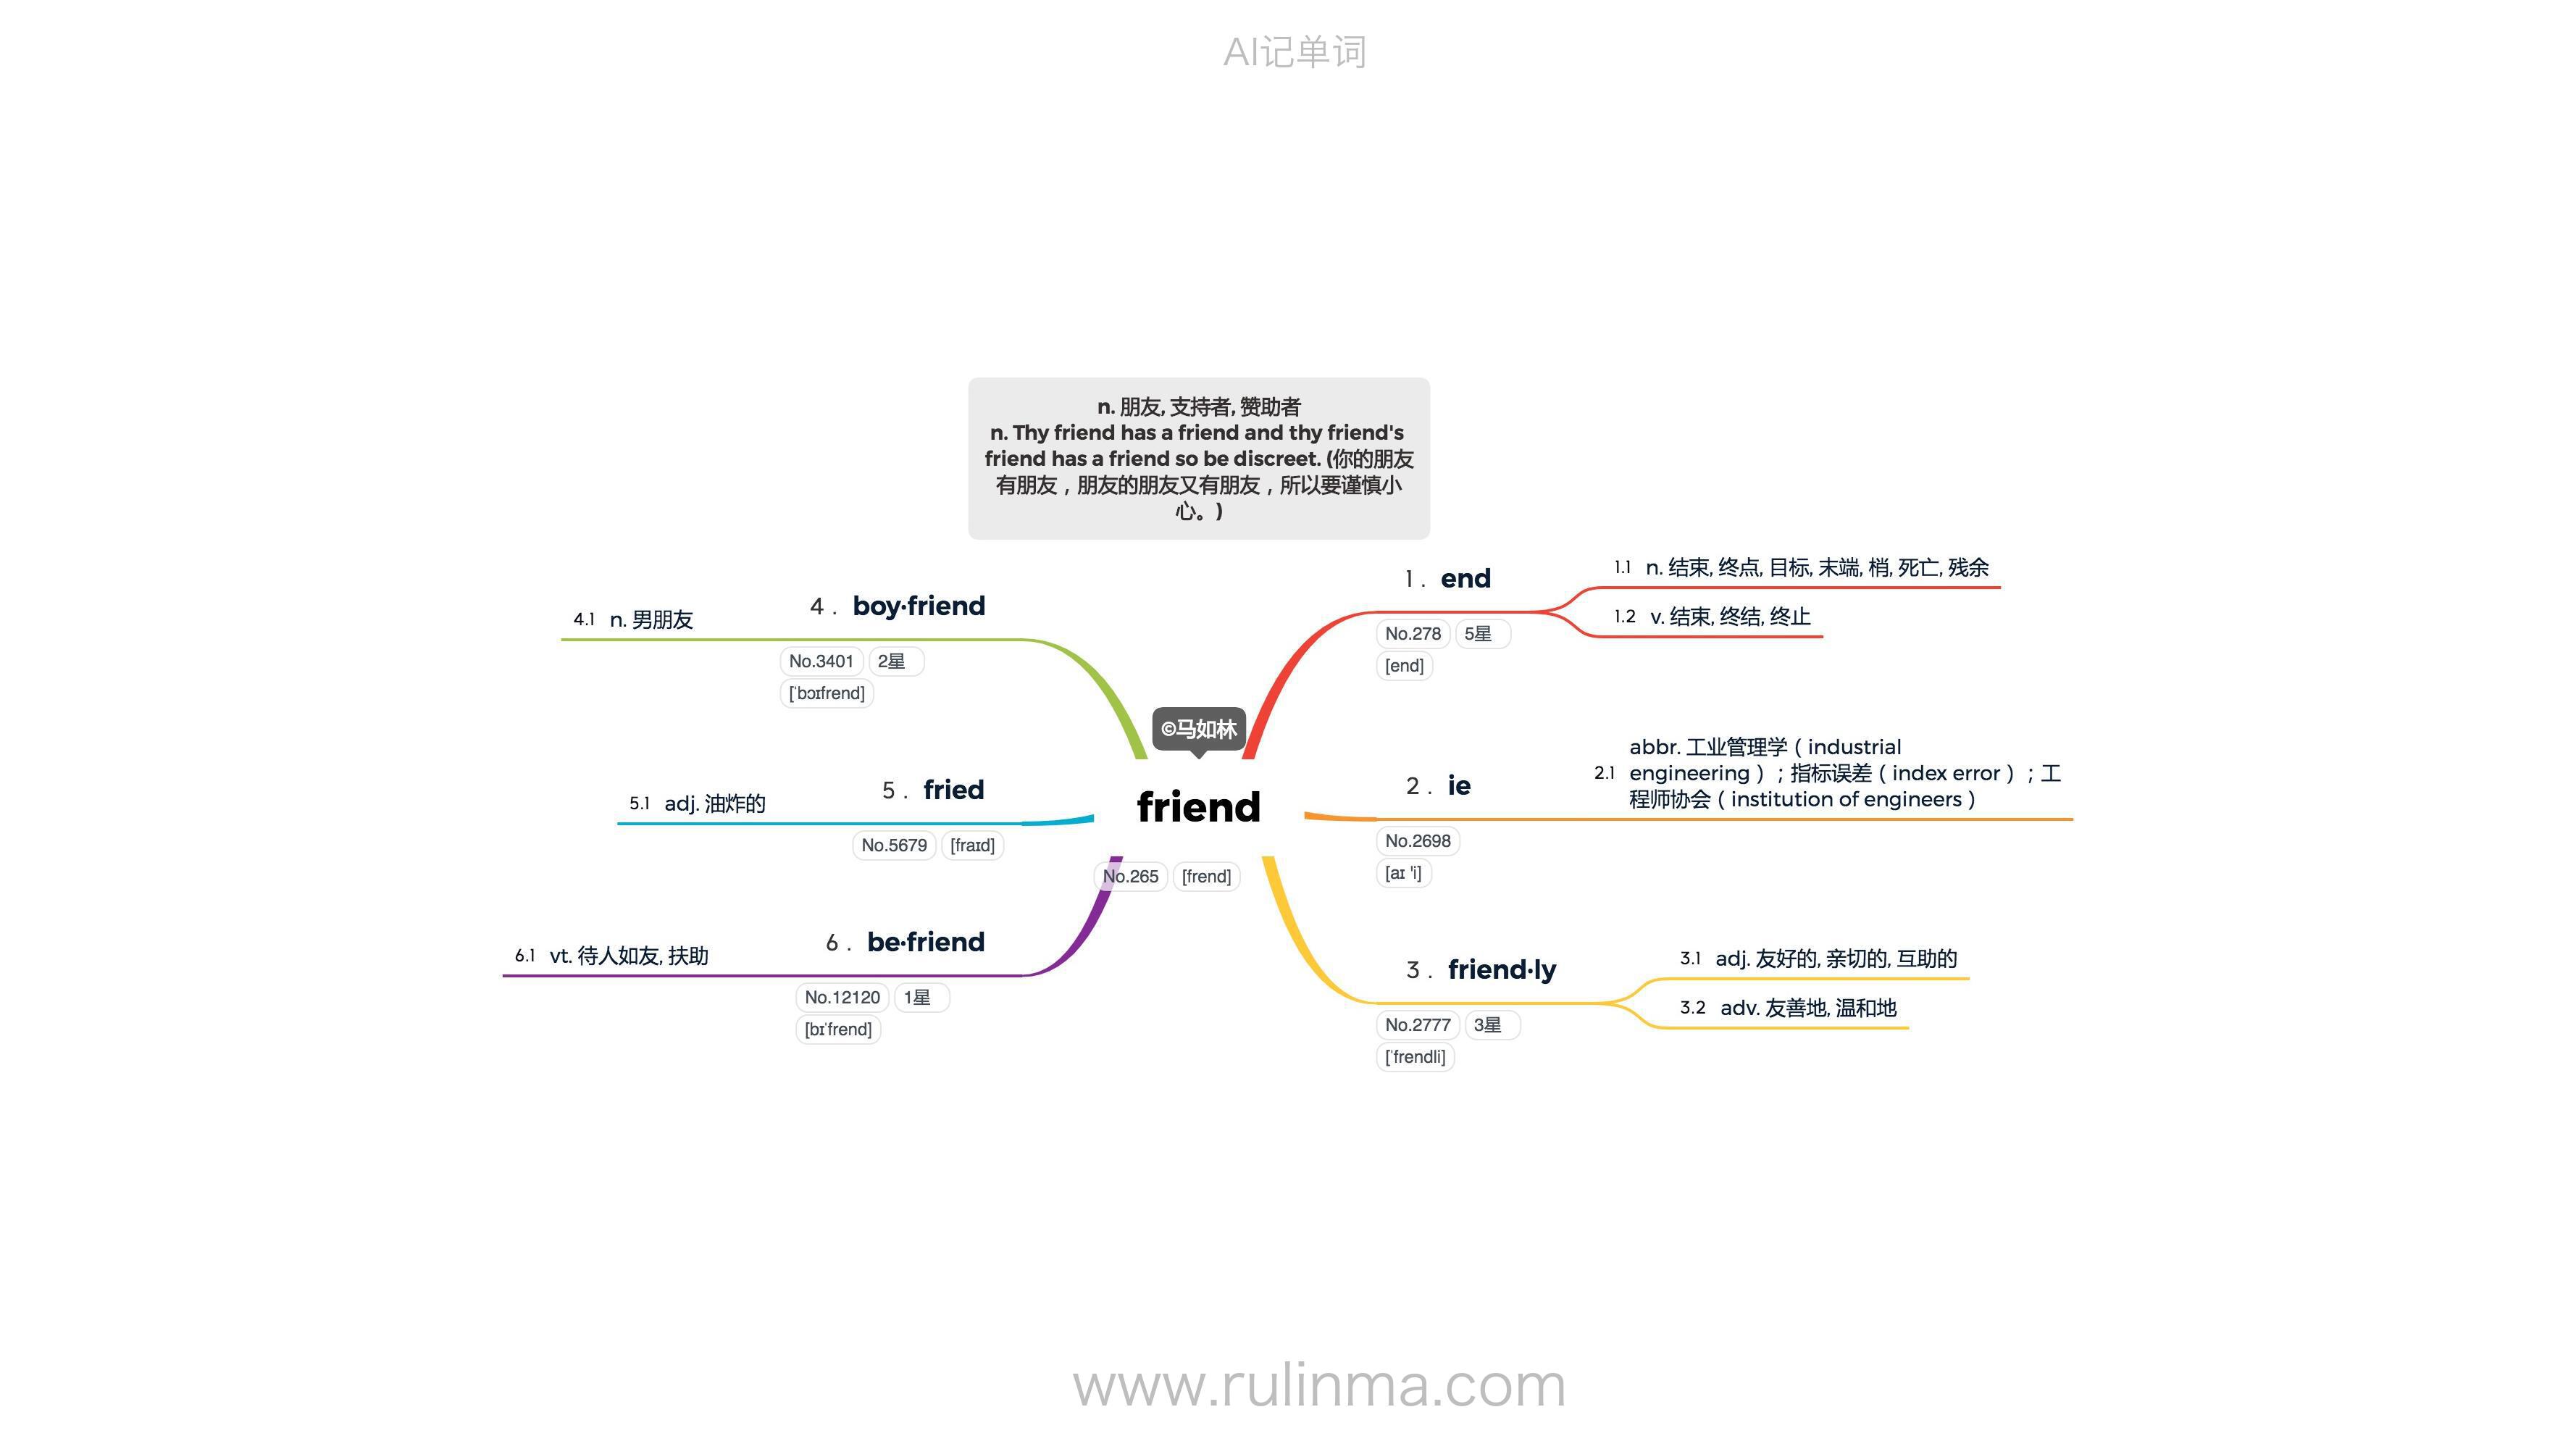 AI记单词
n. 朋友, 支持者, 赞助者
n. Thy friend has a friend and thy friend's
friend has a friend so be discreet. (你的朋友
有朋友，朋友的朋友又有朋友，所以要谨慎小
心。)
©马如林
friend
No.265 [frend]
1 . end
No.278 5星
[end]
1.1 n. 结束, 终点, 目标, 末端, 梢, 死亡, 残余
1.2 v. 结束, 终结, 终止
2 . ie
No.2698
[aɪ 'i]
2.1 abbr. 工业管理学（industrial
engineering）；指标误差（index error）；工
程师协会（institution of engineers）
3 . friend·ly
No.2777 3星
['frendli]
3.1 adj. 友好的, 亲切的, 互助的
3.2 adv. 友善地, 温和地
4 . boy·friend
No.3401 2星
['bɔɪfrend]
4.1 n. 男朋友
5 . fried
No.5679 [fraɪd]
5.1 adj. 油炸的
6 . be·friend
No.12120 1星
[bɪ'frend]
6.1 vt. 待人如友, 扶助
www.rulinma.com